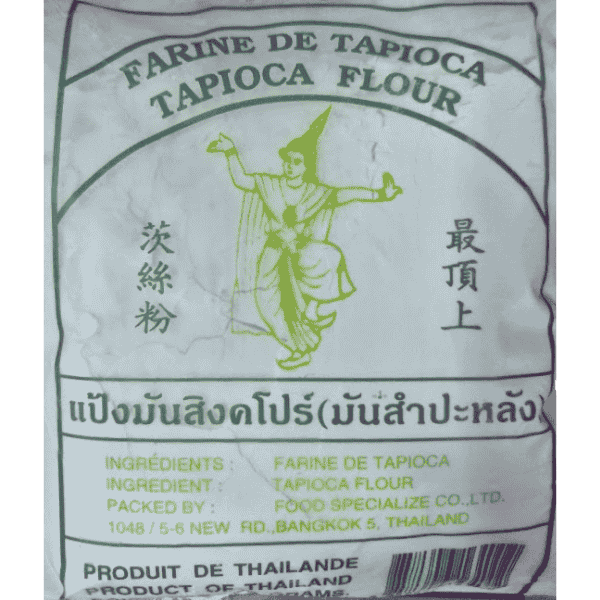 FARINE DE TAPIOCA
TAPIOCA FLOUR
茨絲粉
最頂上
แป้งมันสิงคโปร์(มันสำปะหลัง)
INGRÉDIENTS : FARINE DE TAPIOCA
INGREDIENT : TAPIOCA FLOUR
PACKED BY : FOOD SPECIALIZE CO.,LTD.
1048 / 5-6 NEW RD.,BANGKOK 5, THAILAND
PRODUIT DE THAILANDE
PRODUCT OF THAILAND